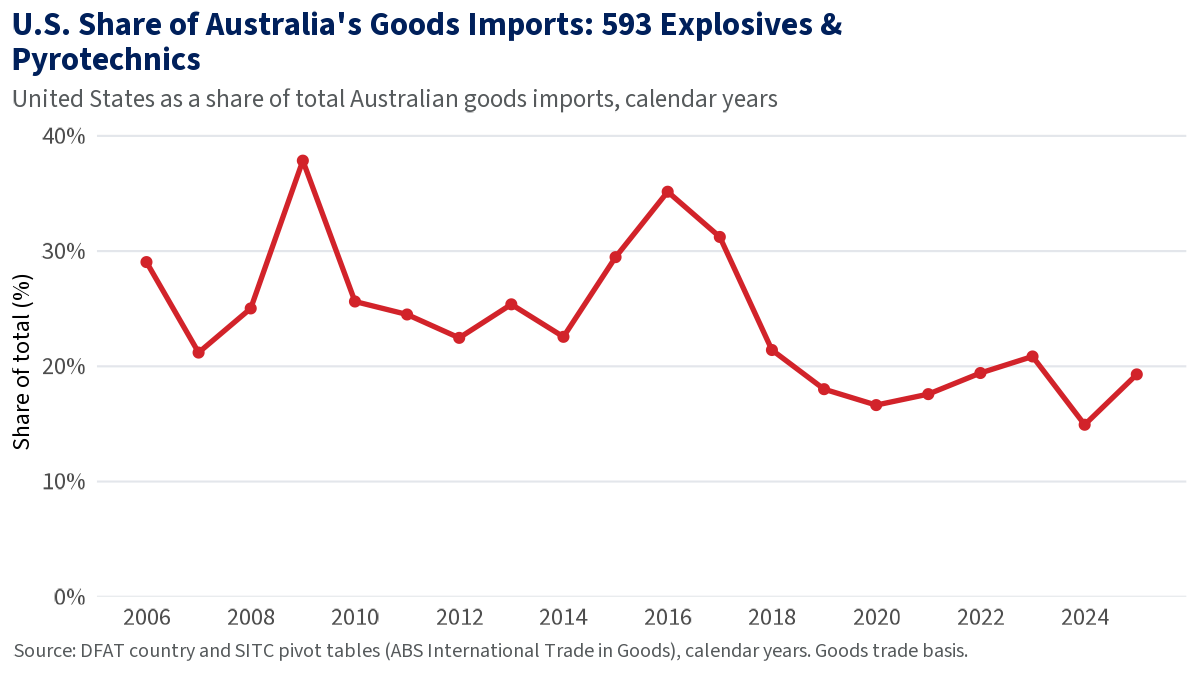 U.S. Share of Australia's Goods Imports: 593 Explosives &
Pyrotechnics
United States as a share of total Australian goods imports, calendar years
Share of total (%)
40%
30%
20%
10%
0%
2006 2008 2010 2012 2014 2016 2018 2020 2022 2024
Source: DFAT country and SITC pivot tables (ABS International Trade in Goods), calendar years. Goods trade basis.